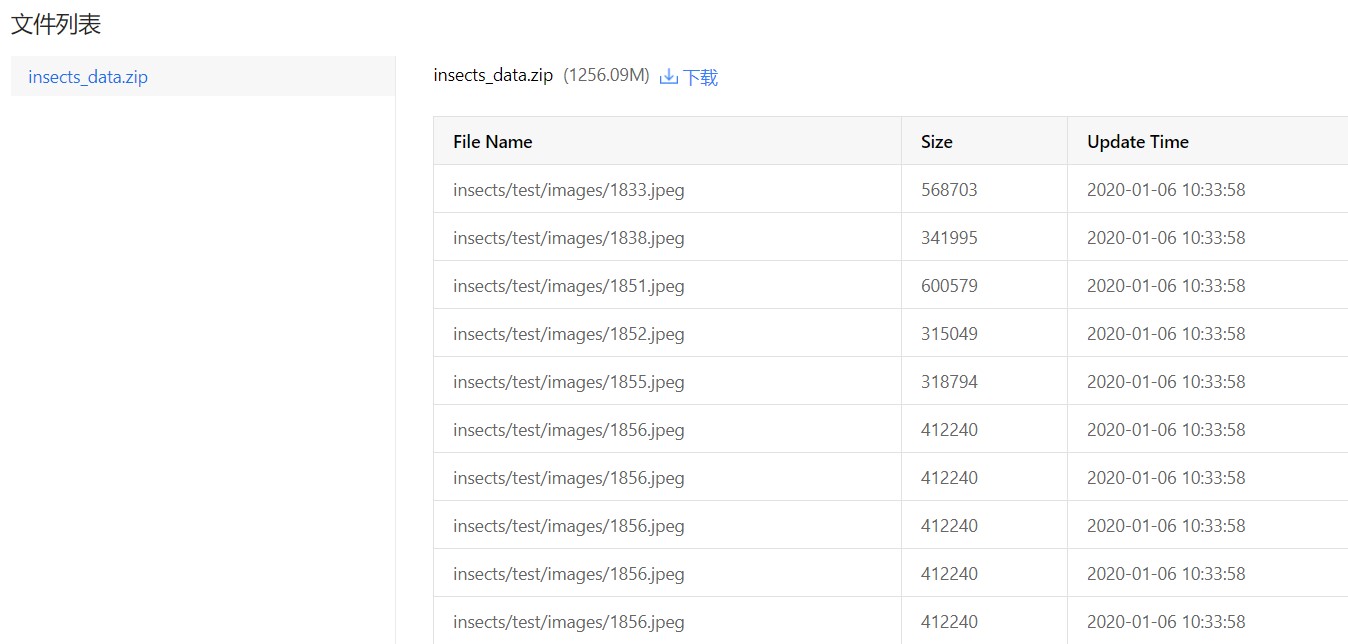 文件列表
insects_data.zip
insects_data.zip (1256.09M) 下载
File Name Size Update Time
insects/test/images/1833.jpeg 568703 2020-01-06 10:33:58
insects/test/images/1838.jpeg 341995 2020-01-06 10:33:58
insects/test/images/1851.jpeg 600579 2020-01-06 10:33:58
insects/test/images/1852.jpeg 315049 2020-01-06 10:33:58
insects/test/images/1855.jpeg 318794 2020-01-06 10:33:58
insects/test/images/1856.jpeg 412240 2020-01-06 10:33:58
insects/test/images/1856.jpeg 412240 2020-01-06 10:33:58
insects/test/images/1856.jpeg 412240 2020-01-06 10:33:58
insects/test/images/1856.jpeg 412240 2020-01-06 10:33:58
insects/test/images/1856.jpeg 412240 2020-01-06 10:33:58